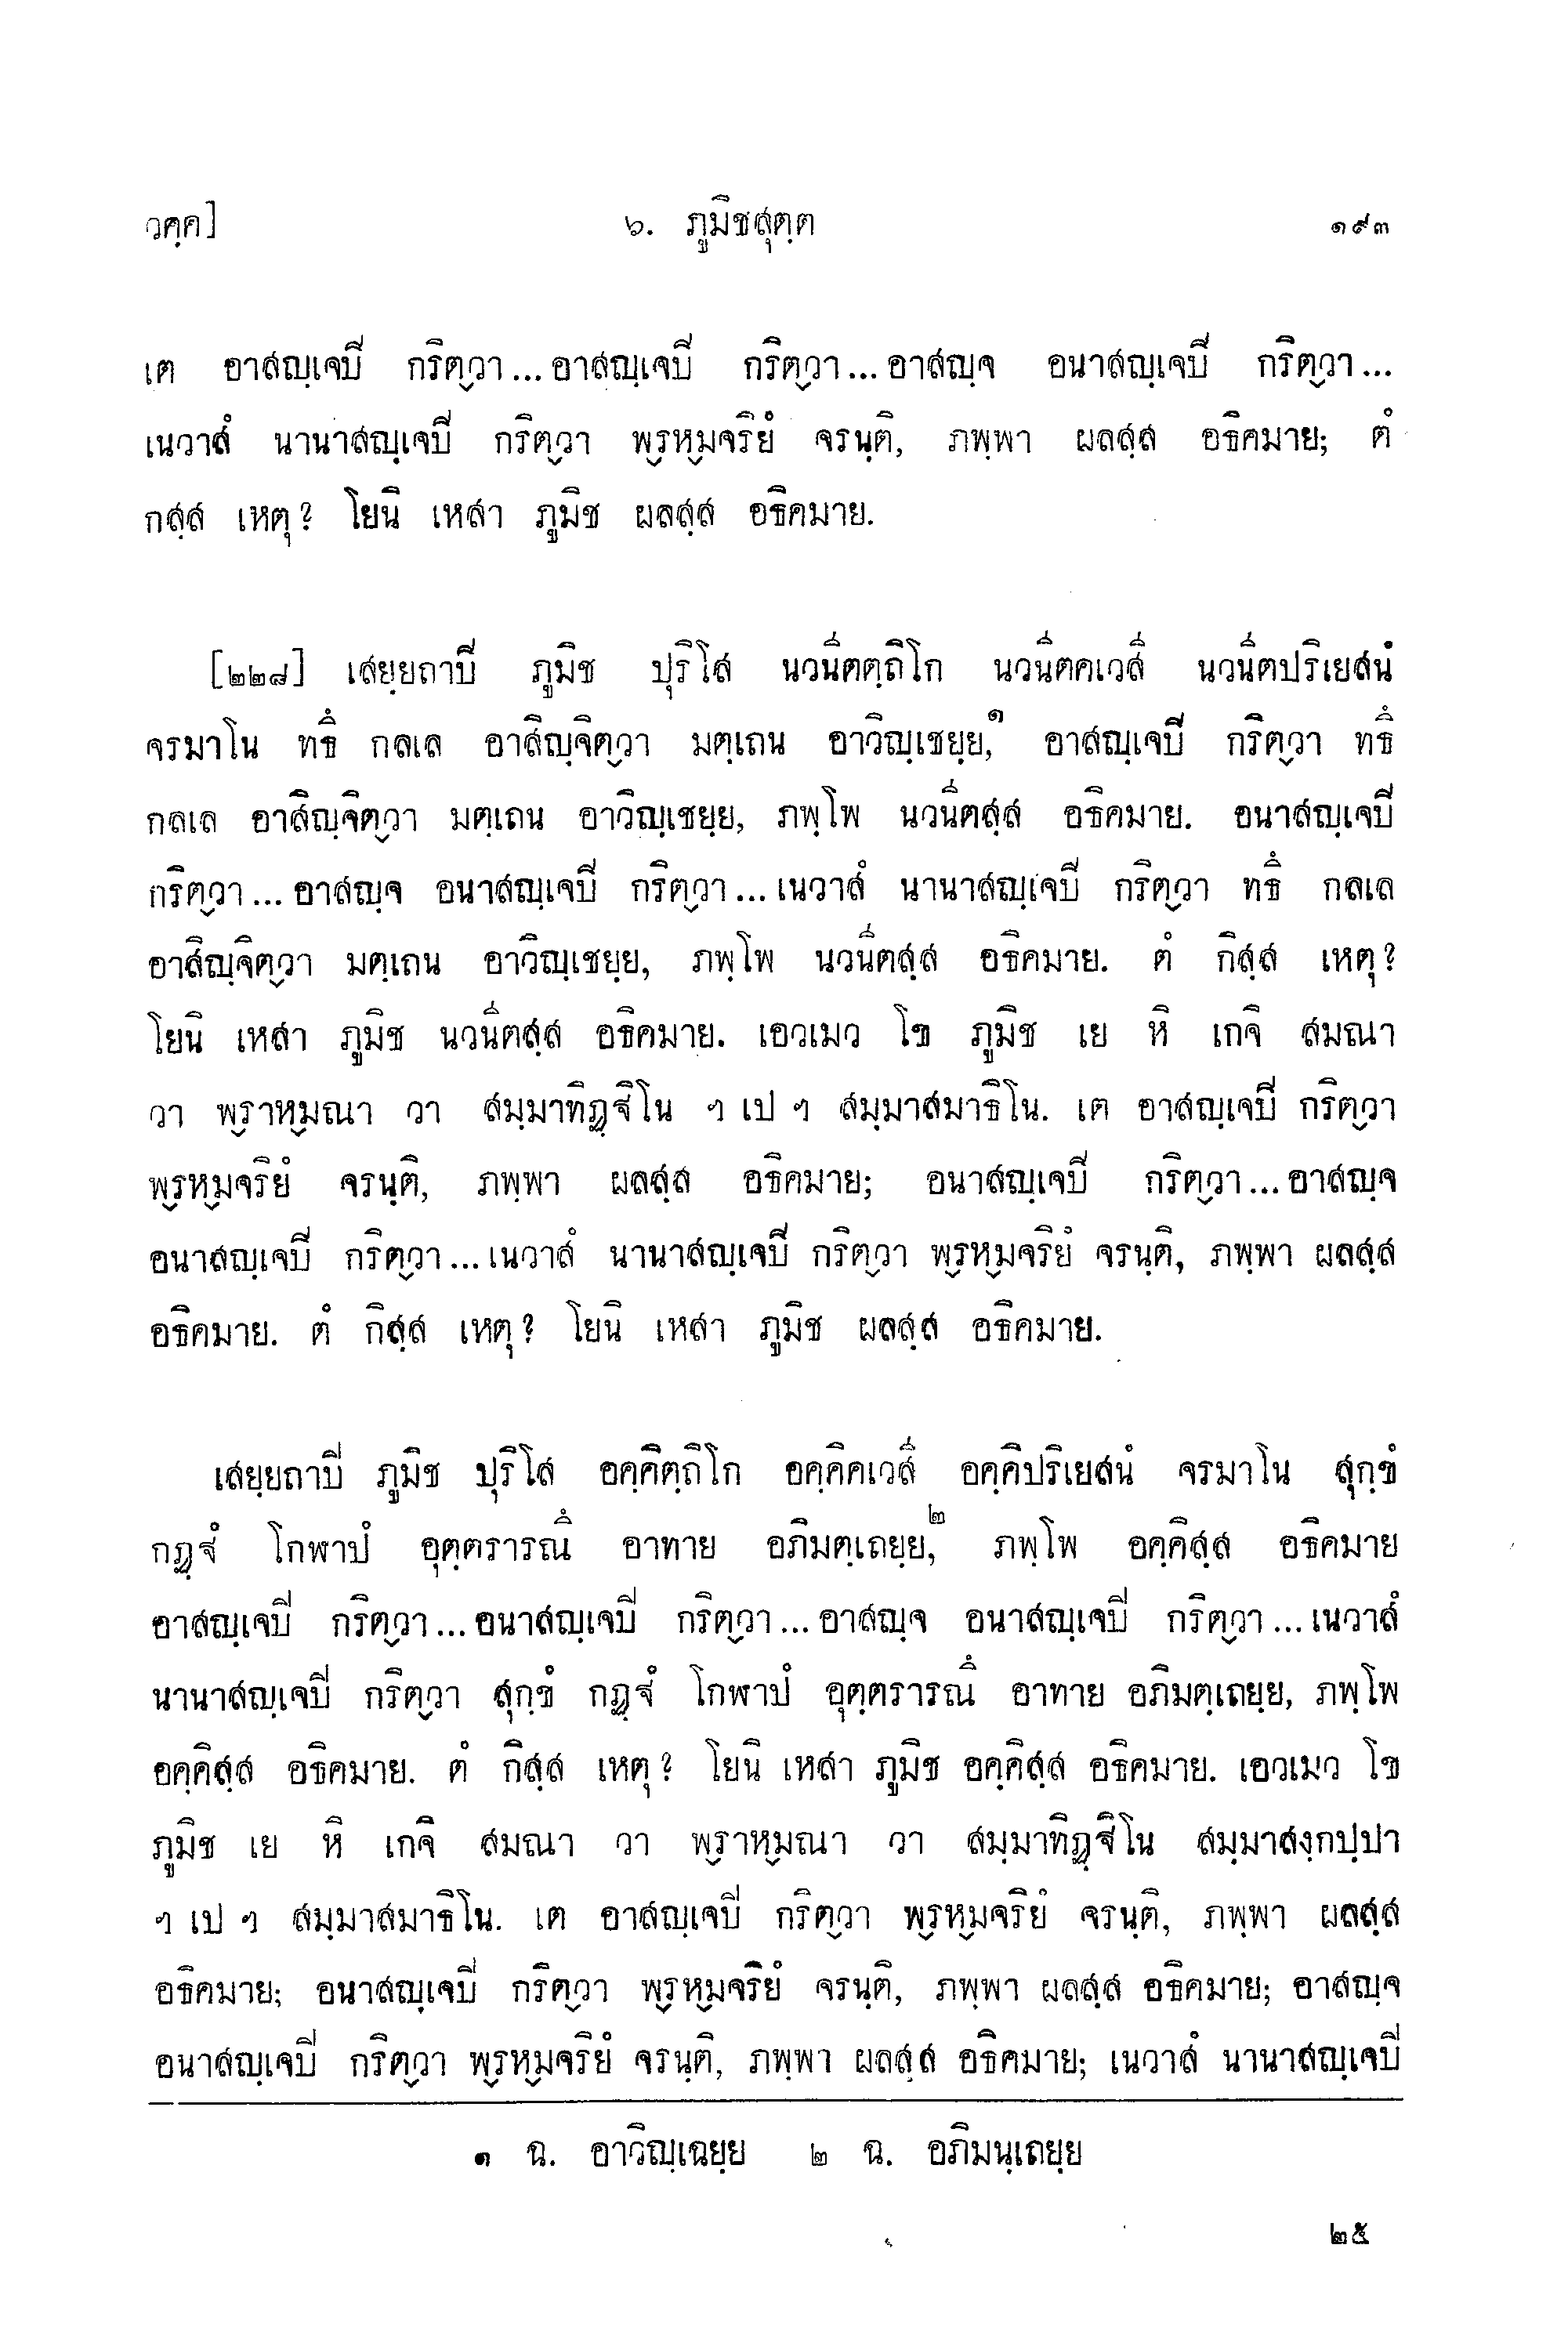 วคฺค]	๖. ภูมิชสุตฺต	๑๙๓
เต อาสญฺเจปิ กริตฺวา... อาสญฺเจปิ กริตฺวา... อาสญฺจ อนาสญฺเจปิ กริตฺวา...
เนวาสํ นานาสญฺเจปิ กริตฺวา พฺรหฺมจริยํ จรนฺติ, ภพฺพา ผลสฺส อธิคมาย; ตํ
กสฺส เหตุ? โยนิ เหสา ภูมิช ผลสฺส อธิคมาย.
[๒๒๘] เสยฺยถาปิ ภูมิช ปุริโส นวนีตตฺถิโก นวนีตคเวสี นวนีตปริเยสนํ
จรมาโน ทธึ กลเล อาสิญฺจิตฺวา มตฺเถน อาวิญฺเชยฺย,๑ อาสญฺเจปิ กริตฺวา ทธึ
กลเล อาสิญฺจิตฺวา มตฺเถน อาวิญฺเชยฺย, ภพฺโพ นวนีตสฺส อธิคมาย. อนาสญฺเจปิ
กริตฺวา... อาสญฺจ อนาสญฺเจปิ กริตฺวา... เนวาสํ นานาสญฺเจปิ กริตฺวา ทธึ กลเล
อาสิญฺจิตฺวา มตฺเถน อาวิญฺเชยฺย, ภพฺโพ นวนีตสฺส อธิคมาย. ตํ กิสฺส เหตุ?
โยนิ เหสา ภูมิช นวนีตสฺส อธิคมาย. เอวเมว โข ภูมิช เย หิ เกจิ สมณา
วา พฺราหฺมณา วา สมฺมาทิฏฺฐิโน ฯ เป ฯ สมฺมาสมาธิโน. เต อาสญฺเจปิ กริตฺวา
พฺรหฺมจริยํ จรนฺติ, ภพฺพา ผลสฺส อธิคมาย; อนาสญฺเจปิ กริตฺวา... อาสญฺจ
อนาสญฺเจปิ กริตฺวา... เนวาสํ นานาสญฺเจปิ กริตฺวา พฺรหฺมจริยํ จรนฺติ, ภพฺพา ผลสฺส
อธิคมาย. ตํ กิสฺส เหตุ? โยนิ เหสา ภูมิช ผลสฺส อธิคมาย.
เสยฺยถาปิ ภูมิช ปุริโส อคฺคิตฺถิโก อคฺคิคเวสี อคฺคิปริเยสนํ จรมาโน สุกฺขํ
กฏฺฐํ โกฬาปํ อุตฺตรารณึ อาทาย อภิมตฺเถยฺย,๒ ภพฺโพ อคฺคิสฺส อธิคมาย
อาสญฺเจปิ กริตฺวา... อนาสญฺเจปิ กริตฺวา... อาสญฺจ อนาสญฺเจปิ กริตฺวา... เนวาสํ
นานาสญฺเจปิ กริตฺวา สุกฺขํ กฏฺฐํ โกฬาปํ อุตฺตรารณึ อาทาย อภิมตฺเถยฺย, ภพฺโพ
อคฺคิสฺส อธิคมาย. ตํ กิสฺส เหตุ? โยนิ เหสา ภูมิช อคฺคิสฺส อธิคมาย. เอวเมว โข
ภูมิช เย หิ เกจิ สมณา วา พฺราหฺมณา วา สมฺมาทิฏฺฐิโน สมฺมาสงฺกปฺปา
ฯ เป ฯ สมฺมาสมาธิโน. เต อาสญฺเจปิ กริตฺวา พฺรหฺมจริยํ จรนฺติ, ภพฺพา ผลสฺส
อธิคมาย; อนาสญฺเจปิ กริตฺวา พฺรหฺมจริยํ จรนฺติ, ภพฺพา ผลสฺส อธิคมาย; อาสญฺจ
อนาสญฺเจปิ กริตฺวา พฺรหฺมจริยํ จรนฺติ, ภพฺพา ผลสฺส อธิคมาย; เนวาสํ นานาสญฺเจปิ
๑ ฉ. อาวิญฺเฉยฺย ๒ ฉ. อภิมนฺเถยฺย
๒๕